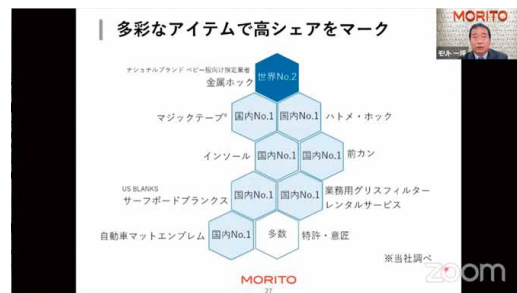 多彩なアイテムで高シェアをマーク
MORITO
モリト 一坪
ナショナルブランド ベビー服向け指定業者
金属ホック
世界No.2
マジックテープ®
国内No.1
国内No.1
ハトメ・ホック
インソール
国内No.1
国内No.1
前カン
US BLANKS
サーフボードブランクス
国内No.1
国内No.1
業務用グリスフィルター
レンタルサービス
自動車マットエンブレム
国内No.1
多数
特許・意匠
※当社調べ
zoom
MORITO
27